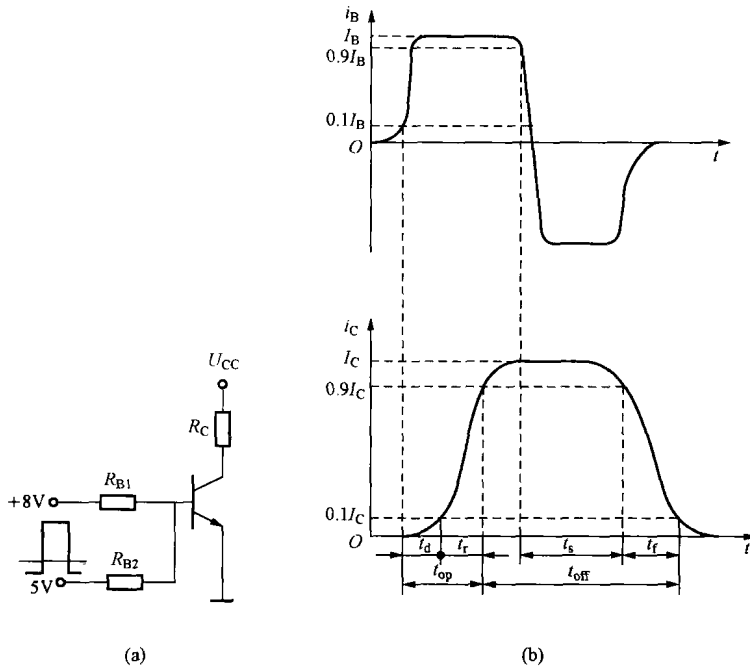 U_CC
R_C
+8V
R_B1
5V
R_B2
(a)
i_B
I_B
0.9I_B
0.1I_B
O
t
i_C
I_C
0.9I_C
0.1I_C
O
t
t_d
t_r
t_s
t_f
t_op
t_off
(b)